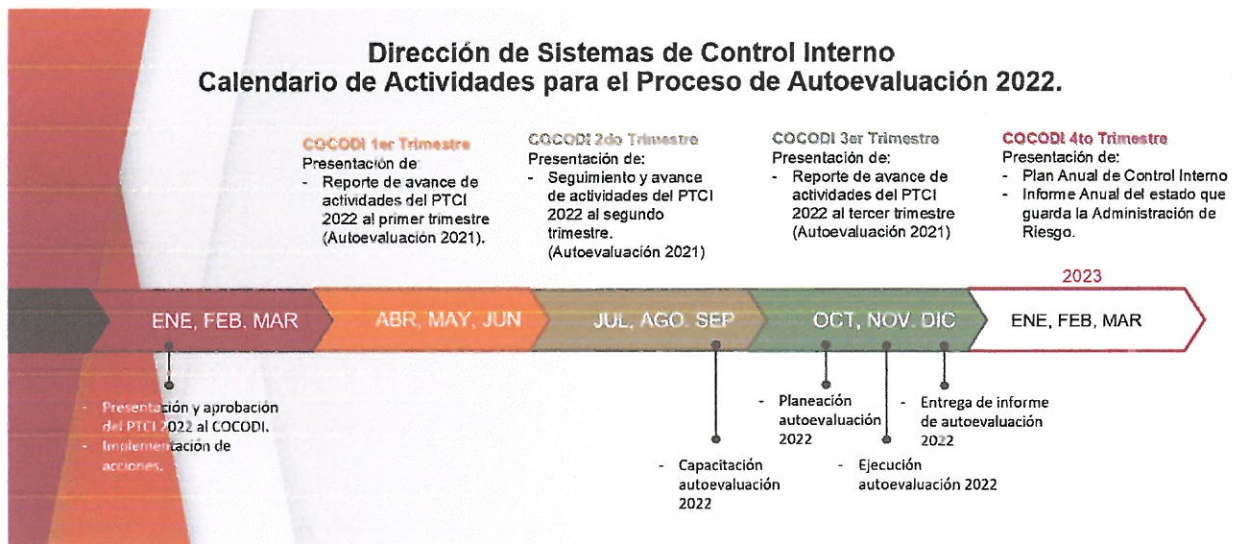 Dirección de Sistemas de Control Interno
Calendario de Actividades para el Proceso de Autoevaluación 2022.
COCODI 1er Trimestre
Presentación de:
- Reporte de avance de
actividades del PTCI
2022 al primer trimestre
(Autoevaluación 2021).
COCODI 2do Trimestre
Presentación de:
- Seguimiento y avance
de actividades del PTCI
2022 al segundo
trimestre.
(Autoevaluación 2021)
COCODI 3er Trimestre
Presentación de:
- Reporte de avance de
actividades del PTCI
2022 al tercer trimestre
(Autoevaluación 2021)
COCODI 4to Trimestre
Presentación de:
- Plan Anual de Control Interno
- Informe Anual del estado que
guarda la Administración de
Riesgo.
2023
ENE, FEB. MAR
ABR, MAY, JUN
JUL, AGO. SEP
OCT, NOV. DIC
ENE, FEB, MAR
- Presentación y aprobación
del PTCI 2022 al COCODI.
- Implementación de
acciones.
- Capacitación
autoevaluación
2022
- Planeación
autoevaluación
2022
- Ejecución
autoevaluación 2022
- Entrega de informe
de autoevaluación
2022